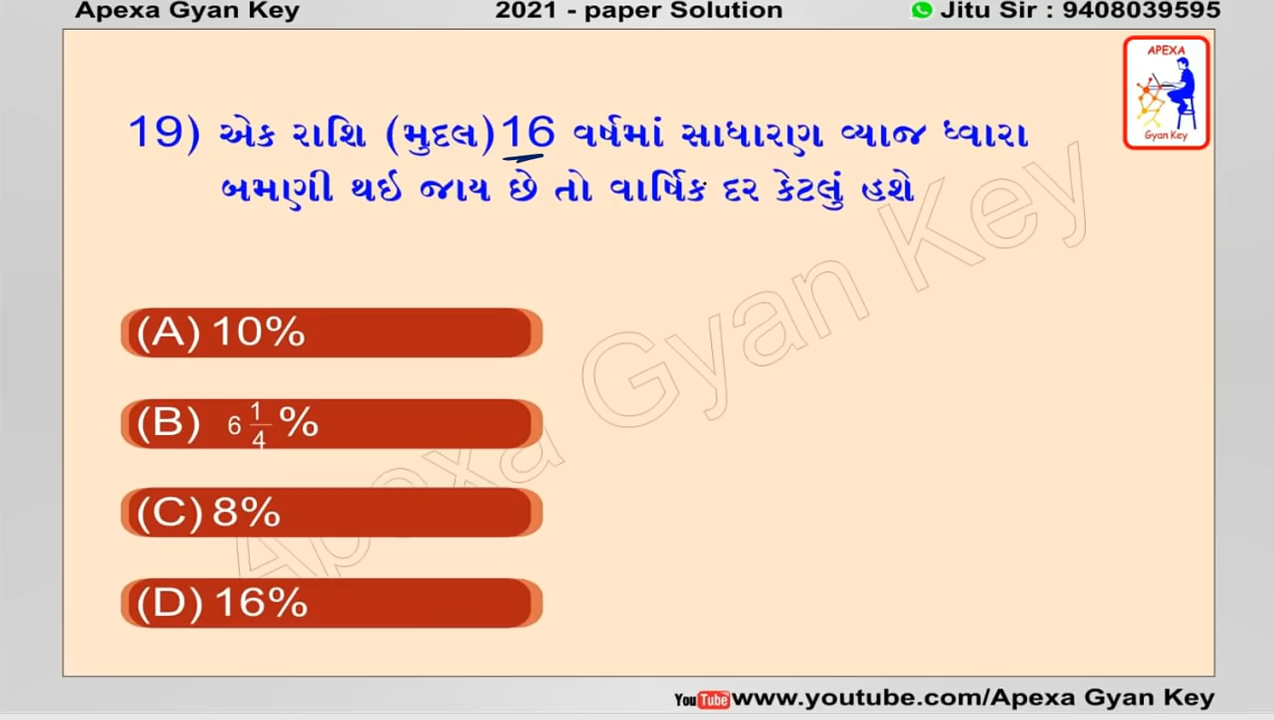 Apexa Gyan Key 2021 - paper Solution Jitu Sir : 9408039595
APEXA
Gyan Key
19) એક રાશિ (મુદલ)16 વર્ષમાં સાધારણ વ્યાજ ધ્વારા
બમણી થઇ જાય છે તો વાર્ષિક દર કેટલું હશે
(A) 10%
(B) 6 1/4 %
(C) 8%
(D) 16%
Apexa Gyan Key
YouTube www.youtube.com/Apexa Gyan Key